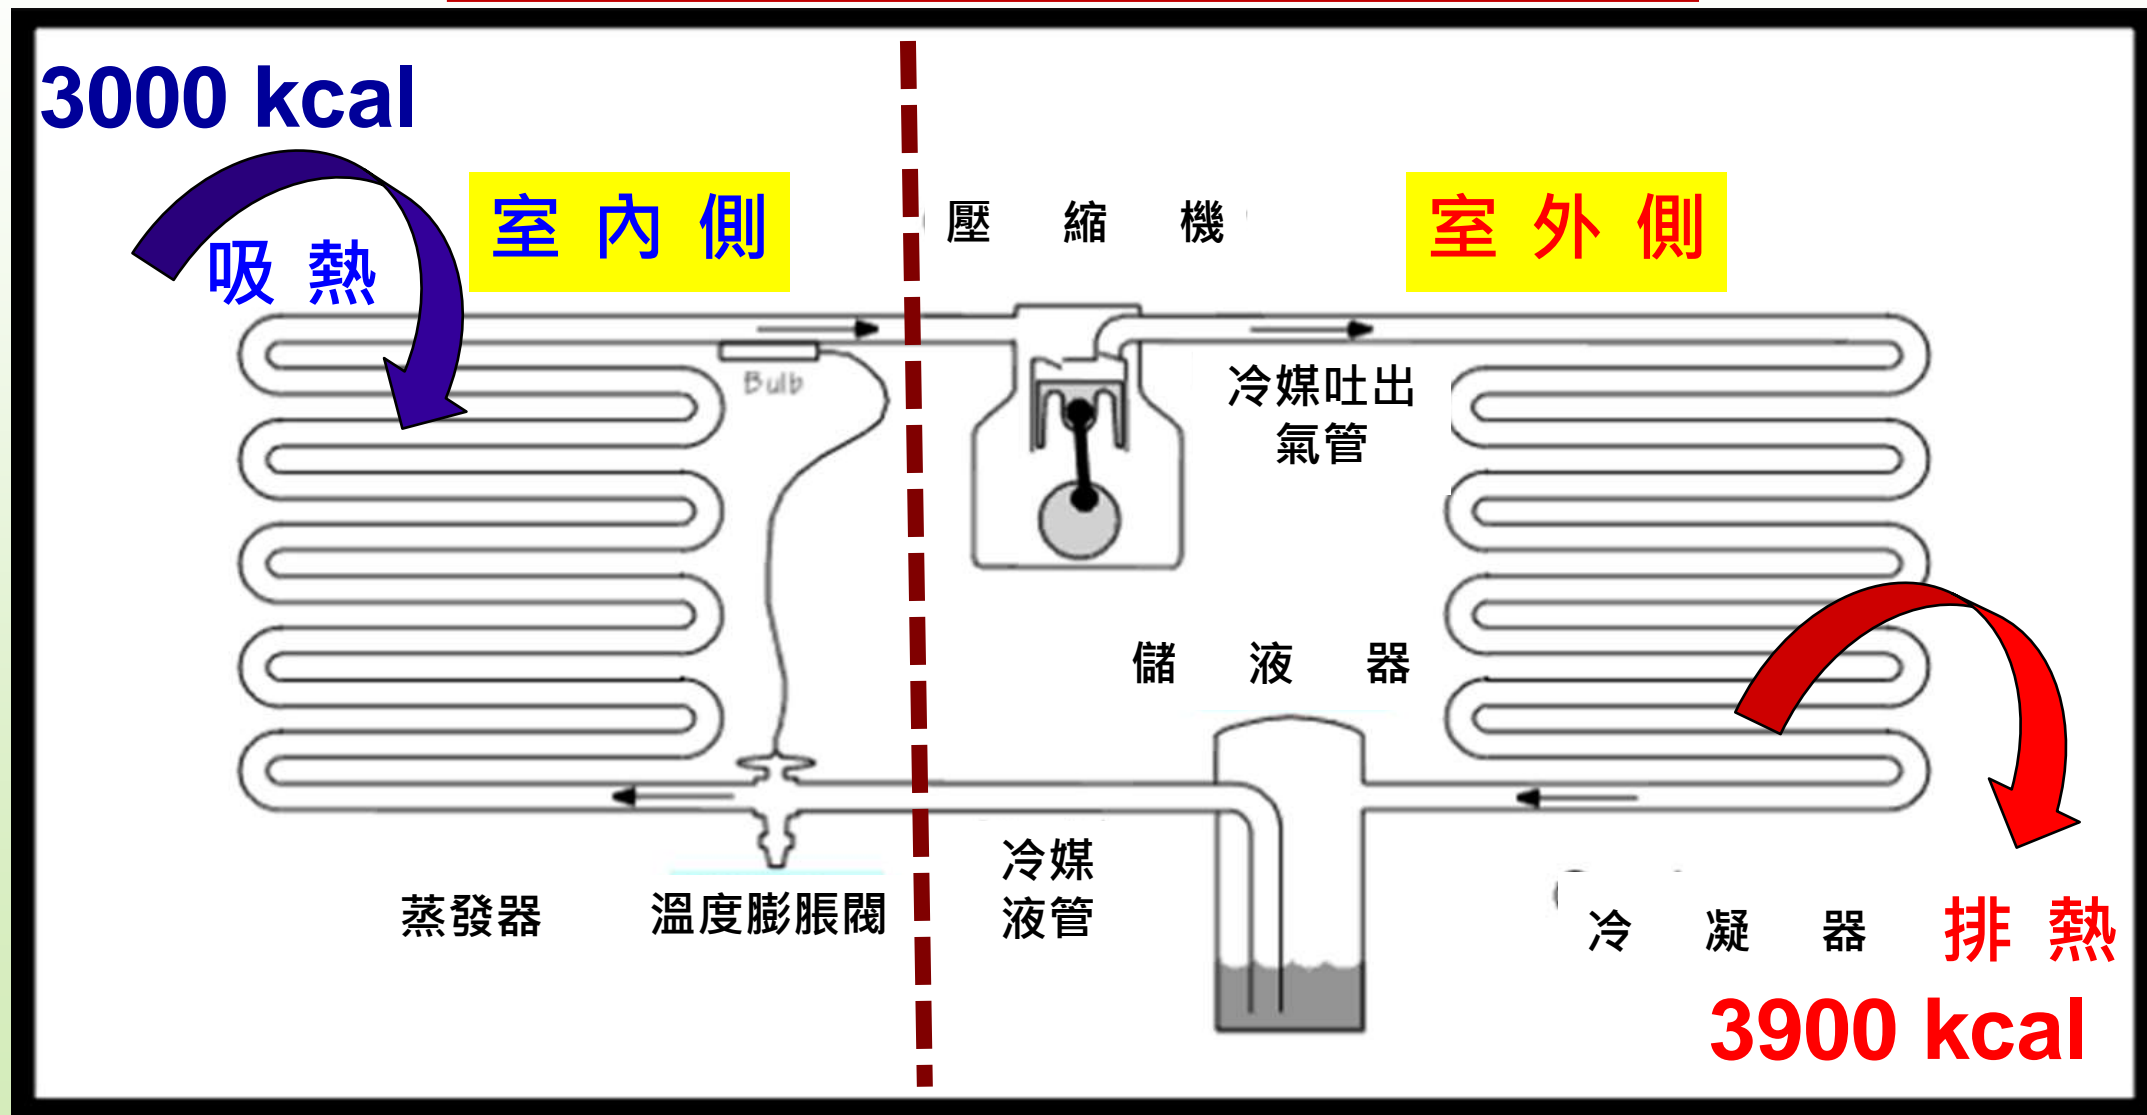 3000 kcal
吸熱
室內側
壓縮機
室外側
Bulb
冷媒吐出
氣管
儲液器
冷媒
液管
蒸發器
溫度膨脹閥
冷凝器
排熱
3900 kcal